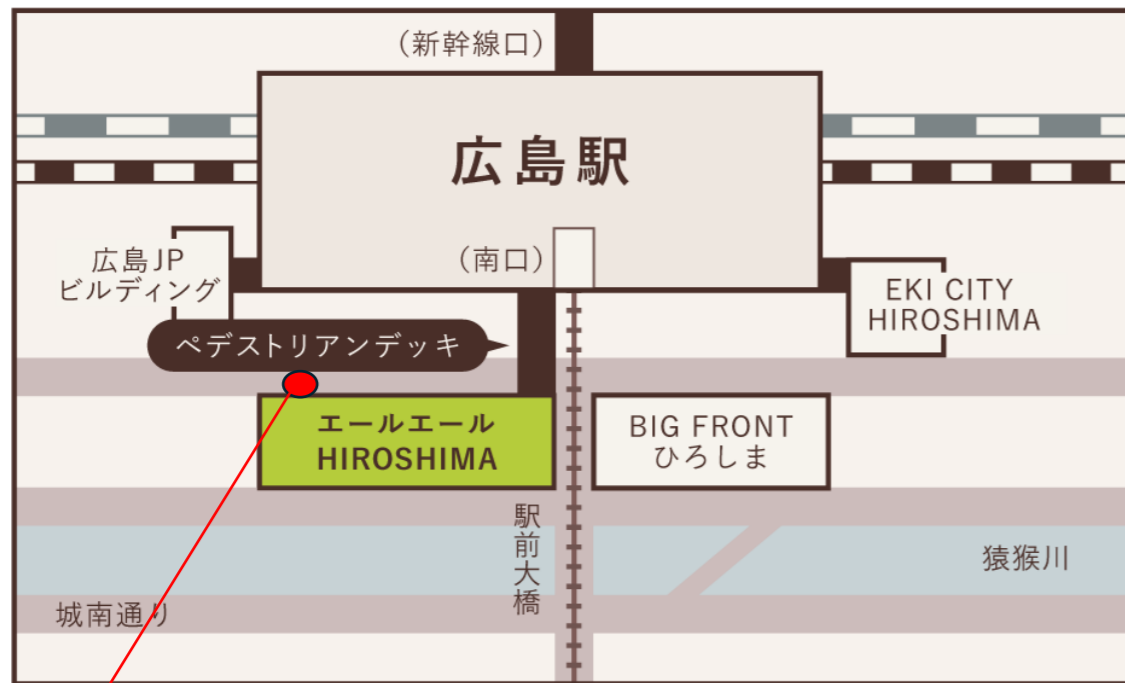 （新幹線口）
広島駅
（南口）
広島JP
ビルディング
EKI CITY
HIROSHIMA
ペデストリアンデッキ
エールエール
HIROSHIMA
BIG FRONT
ひろしま
駅前大橋
猿猴川
城南通り